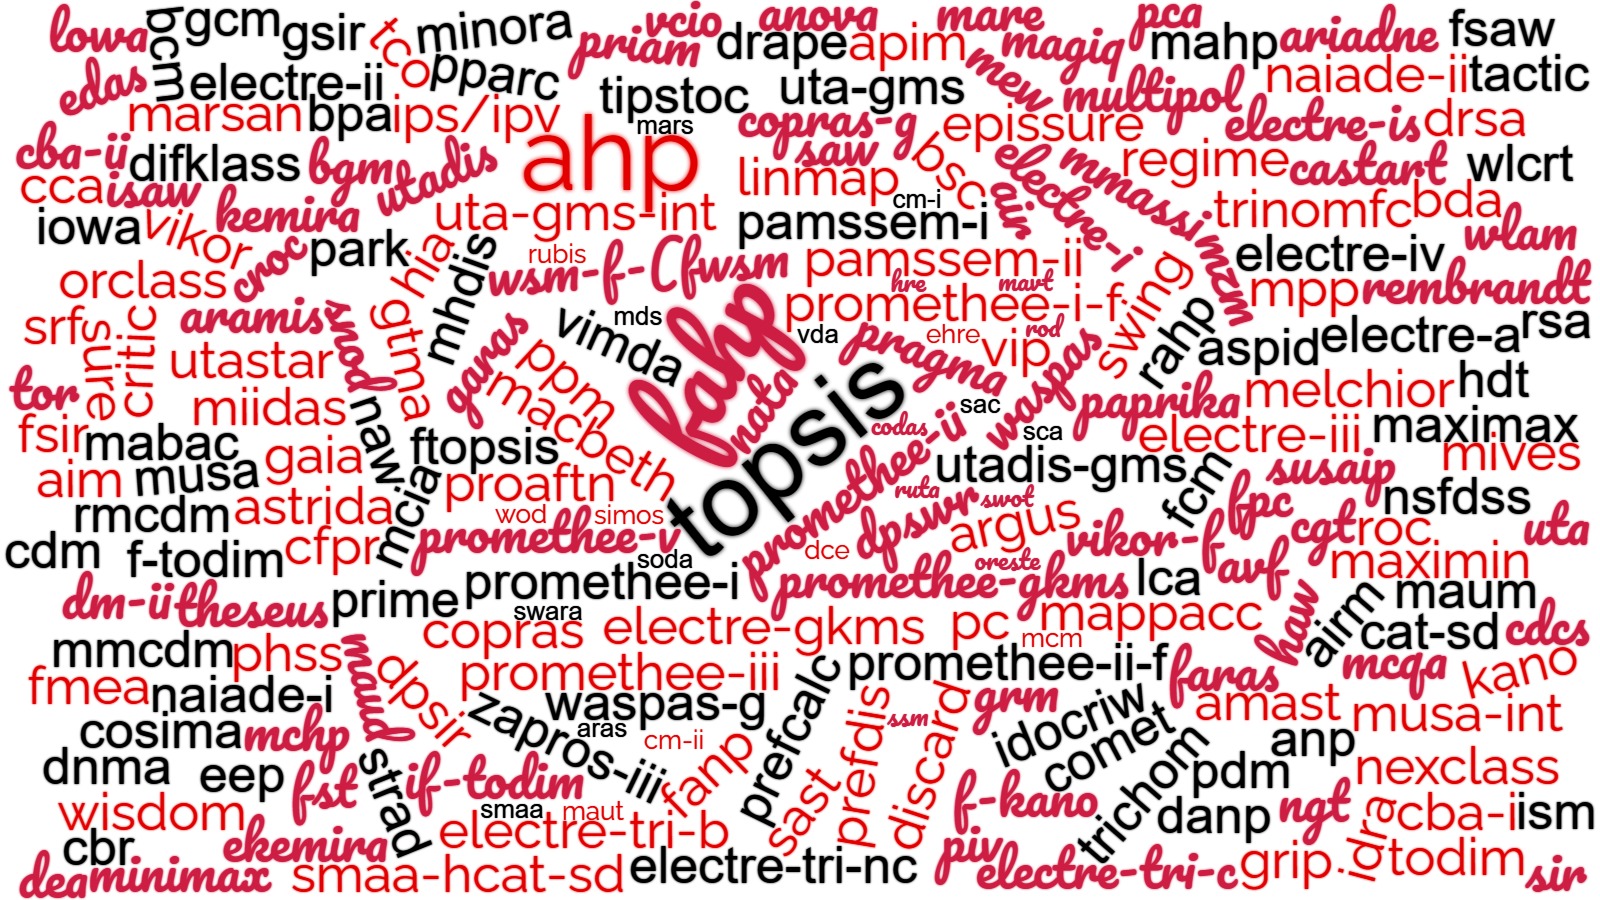 lowa
bcm
gcm
gsir
tco
minora
priam
vcio
anova
mare
pca
drape
apim
magiq
mahp
ariadne
fsaw
edas
electre-ii
pparc
tipstoc
uta-gms
mew
multipol
naiade-ii
tactic
marsan
bpa
ips/ipv
mars
ahp
copras-g
epissure
electre-is
drsa
cba-ii
difklass
bgm
utadis
saw
linmap
bsc
electre-i
mmassi
regime
castart
wlcrt
cca
isaw
kemira
uta-gms-int
cm-i
air
trinomfc
bda
iowa
vikor
croc
park
hla
mhdis
rubis
wsm-f-C
fwsm
pamssem-i
pamssem-ii
mzm
electre-iv
wlam
orclass
aramis
smod
gtma
garas
vimda
mds
fahp
hre
mavt
promethee-i-f
swing
rahp
mpp
rembrandt
srf
sure
critic
utastar
ppm
vda
pragma
ehre
vip
rod
waspas
aspid
electre-a
rsa
tor
miidas
nawj
macbeth
nata
topsis
sac
paprika
melchior
hdt
fsir
mabac
gaia
ftopsis
codas
promethee-ii
sca
electre-iii
maximax
mives
aim
musa
mcia
proaftn
utadis-gms
fcm
susaip
rmcdm
astrida
wod
simos
ruta
swot
dpswr
argus
fpc
nsfdss
cdm
f-todim
cfpr
promethee-v
soda
dce
oreste
vikor-f
cgt
roc
uta
dm-ii
theseus
prime
promethee-i
promethee-gkms
lca
avf
maximin
maum
swara
copras
electre-gkms
pc
mcm
mappacc
haw
airm
cat-sd
cdcs
mmcdm
phss
maud
dpsir
promethee-iii
prefcalc
promethee-ii-f
faras
mcqa
kano
fmea
naiade-i
zapros-iii
waspas-g
aras
cm-ii
fanp
prefdis
ssm
discard
grm
idocriw
comet
amast
musa-int
cosima
mchp
strad
anp
dnma
eep
fst
if-todim
smaa
maut
sast
f-kano
trichom
pdm
nexclass
wisdom
danp
ngt
idra
cba-i
ism
cbr
ekemira
electre-tri-b
dea
minimax
smaa-hcat-sd
electre-tri-nc
piv
electre-tri-c
grip
todim
sir